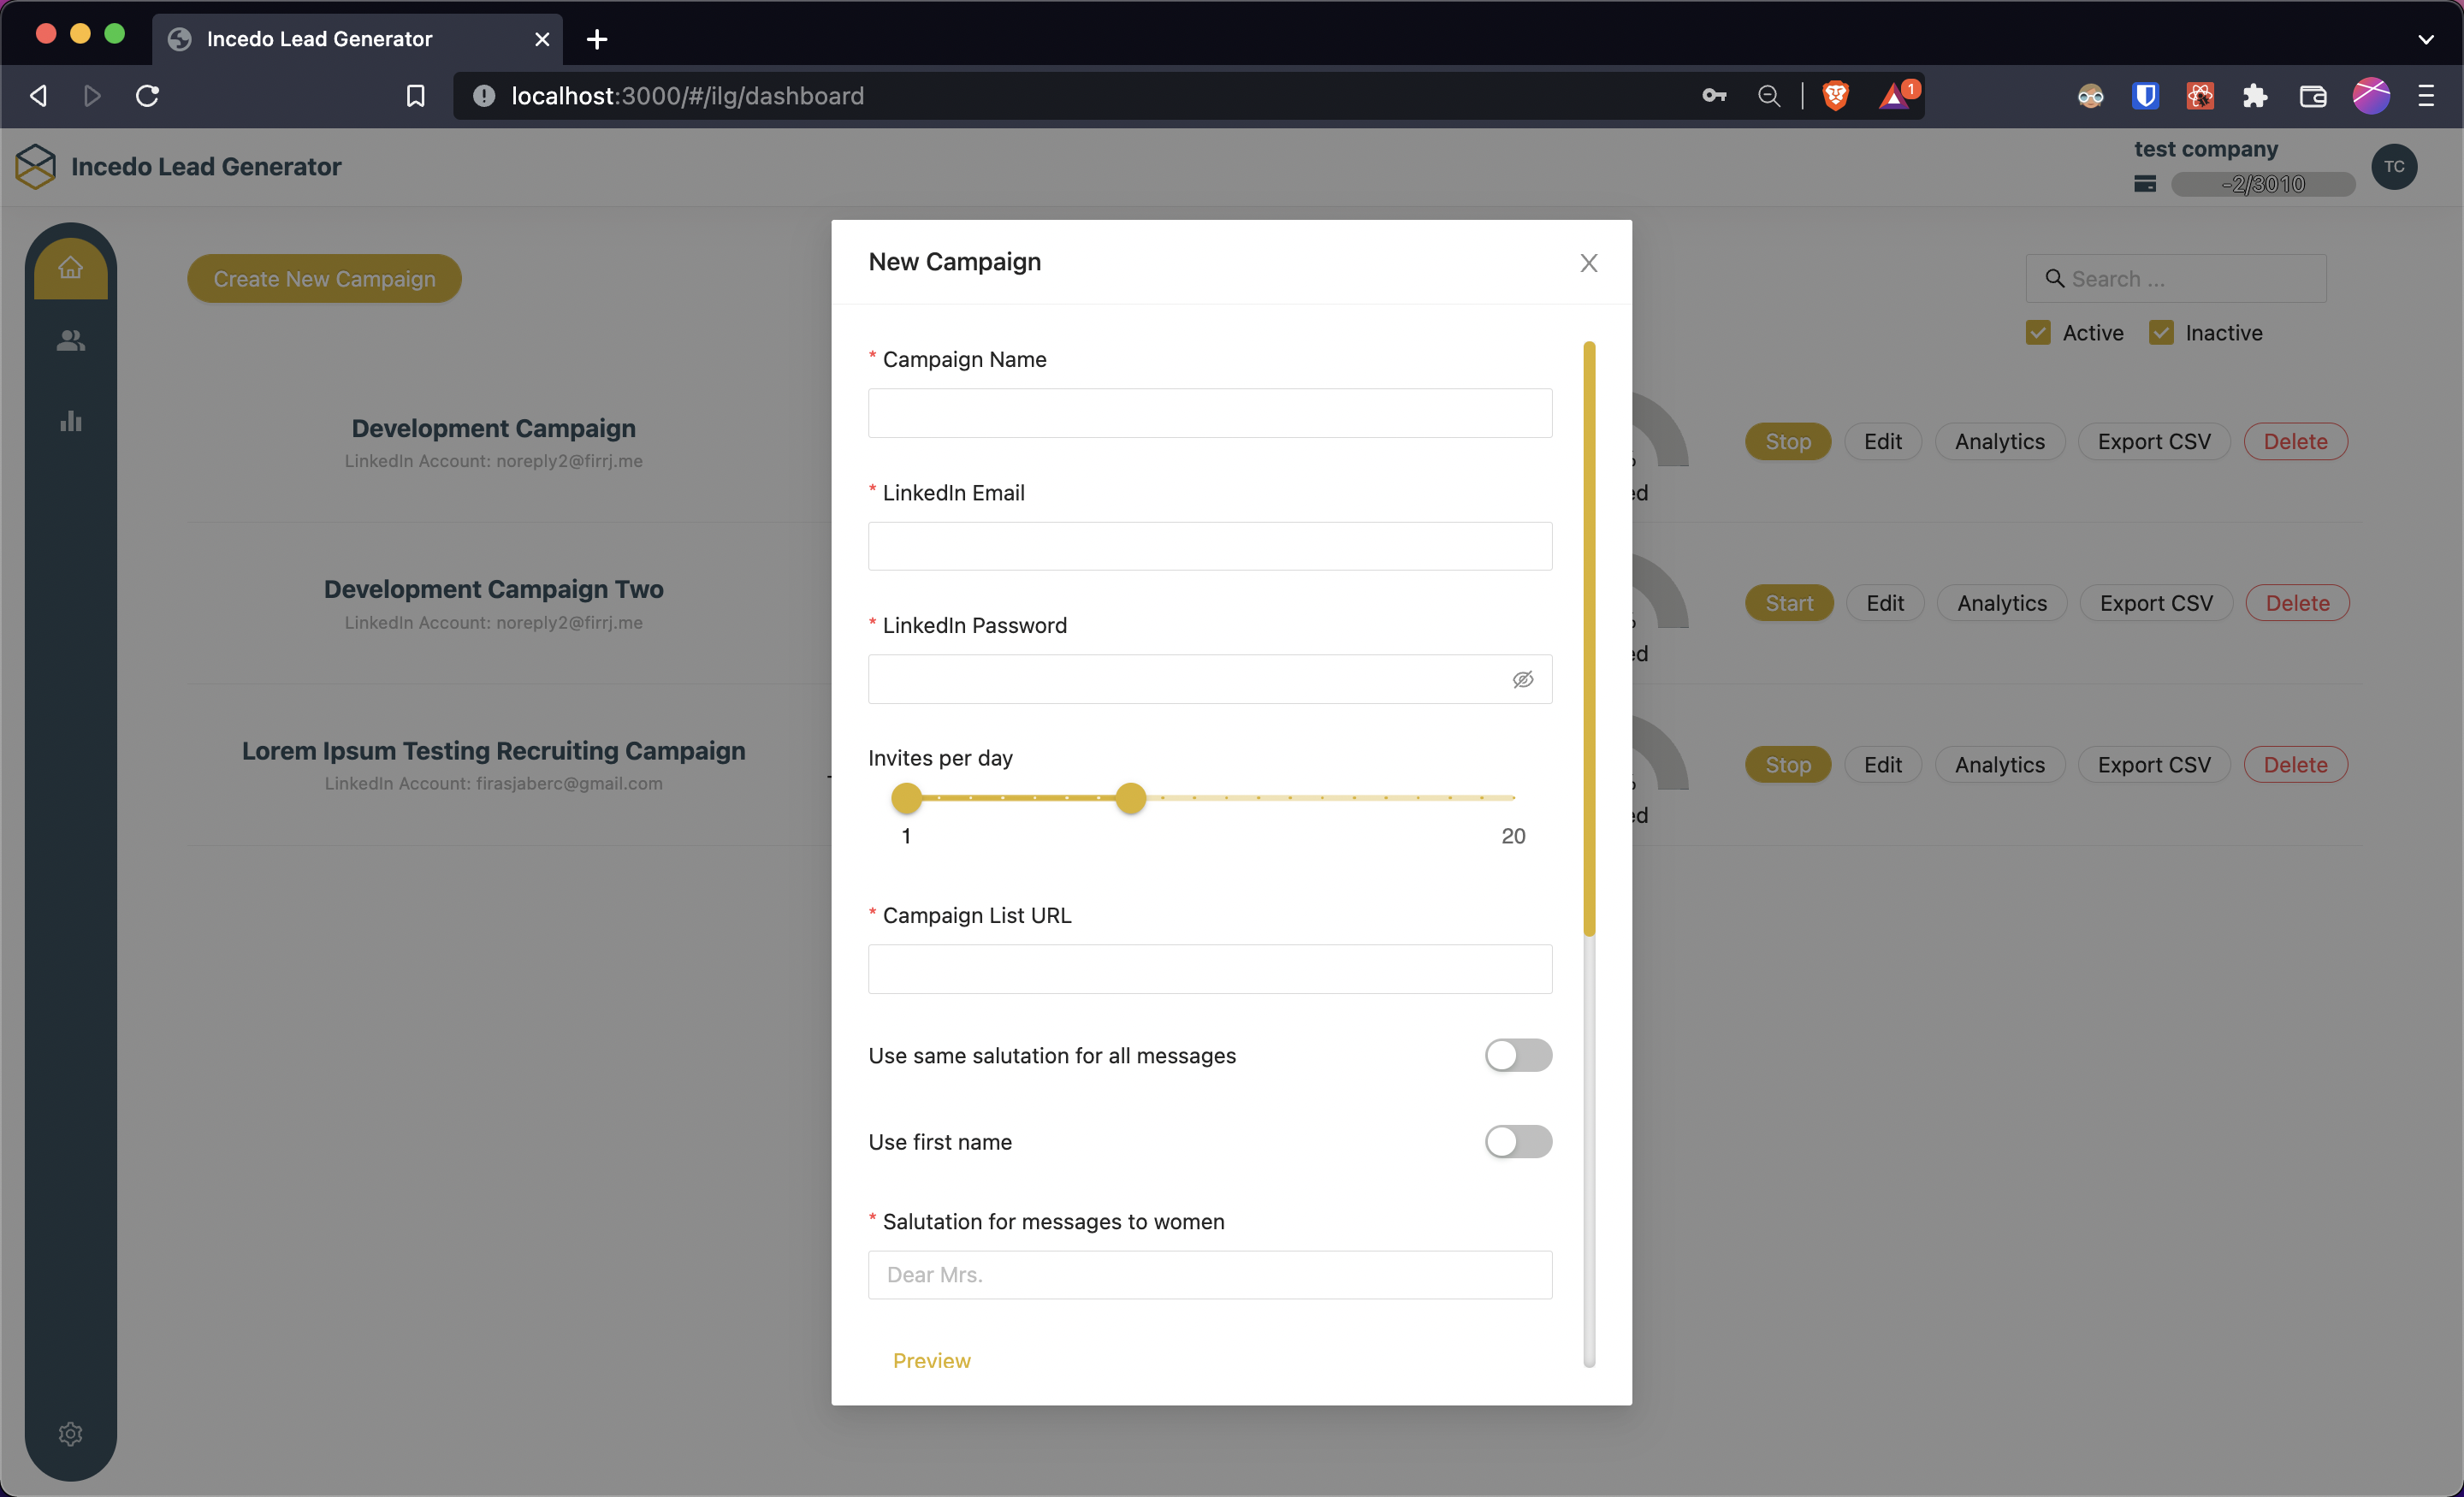 Incedo Lead Generator
localhost:3000/#/ilg/dashboard
1
Incedo Lead Generator
test company
-2/3010
TC
Create New Campaign
Search ...
Active
Inactive
Development Campaign
LinkedIn Account: noreply2@firrj.me
Stop
Edit
Analytics
Export CSV
Delete
Development Campaign Two
LinkedIn Account: noreply2@firrj.me
Start
Edit
Analytics
Export CSV
Delete
Lorem Ipsum Testing Recruiting Campaign
LinkedIn Account: firasjaberc@gmail.com
Stop
Edit
Analytics
Export CSV
Delete
New Campaign
* Campaign Name
* LinkedIn Email
* LinkedIn Password
Invites per day
1
20
* Campaign List URL
Use same salutation for all messages
Use first name
* Salutation for messages to women
Dear Mrs.
Preview